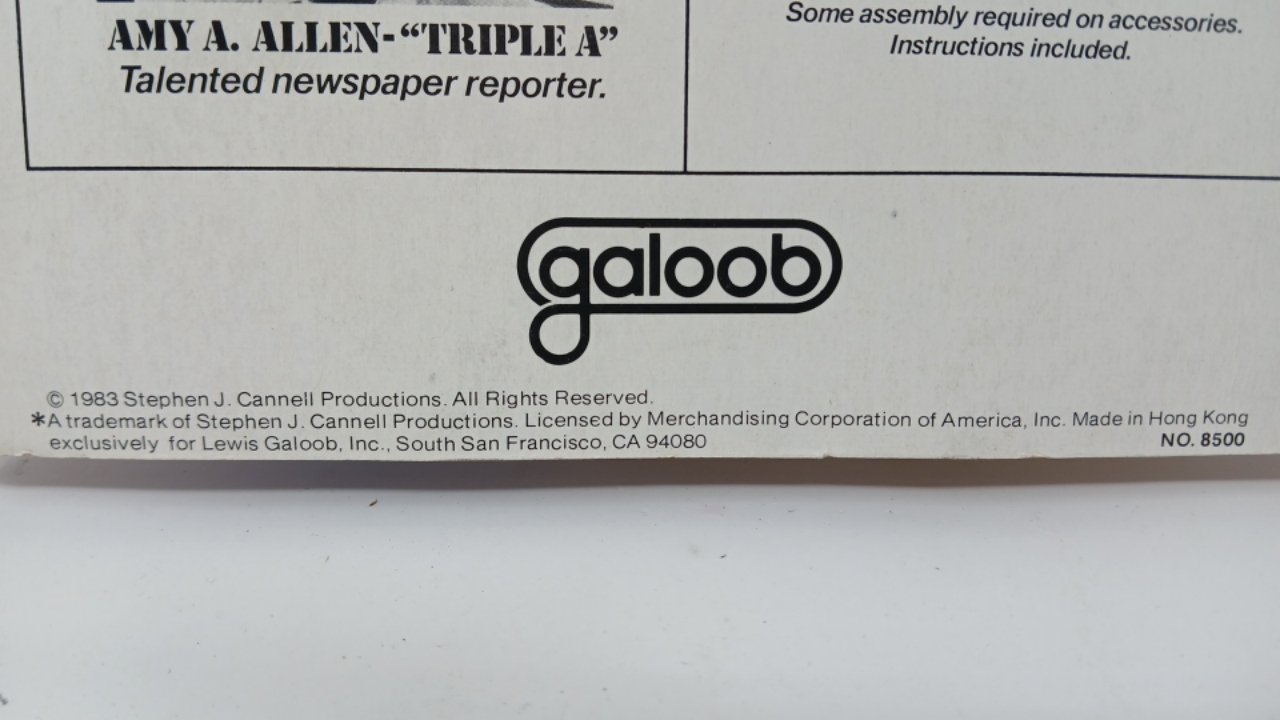 AMY A. ALLEN-“TRIPLE A”
Talented newspaper reporter.
Some assembly required on accessories.
Instructions included.
galoob
© 1983 Stephen J. Cannell Productions. All Rights Reserved.
*A trademark of Stephen J. Cannell Productions. Licensed by Merchandising Corporation of America, Inc. Made in Hong Kong
exclusively for Lewis Galoob, Inc., South San Francisco, CA 94080
NO. 8500